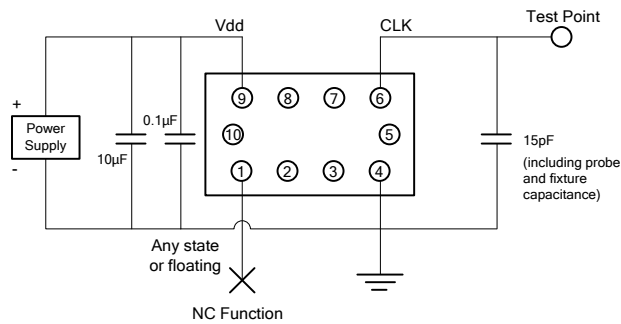 Test Point
Vdd
CLK
+
Power
Supply
-
10µF
0.1µF
9
8
7
6
10
5
1
2
3
4
15pF
(including probe
and fixture
capacitance)
Any state
or floating
NC Function